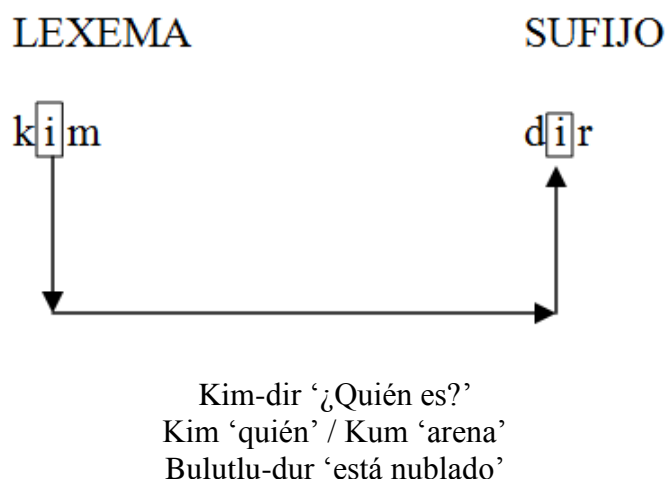 LEXEMA SUFIJO
kim dir
Kim-dir ‘¿Quién es?’
Kim ‘quién’ / Kum ‘arena’
Bulutlu-dur ‘está nublado’